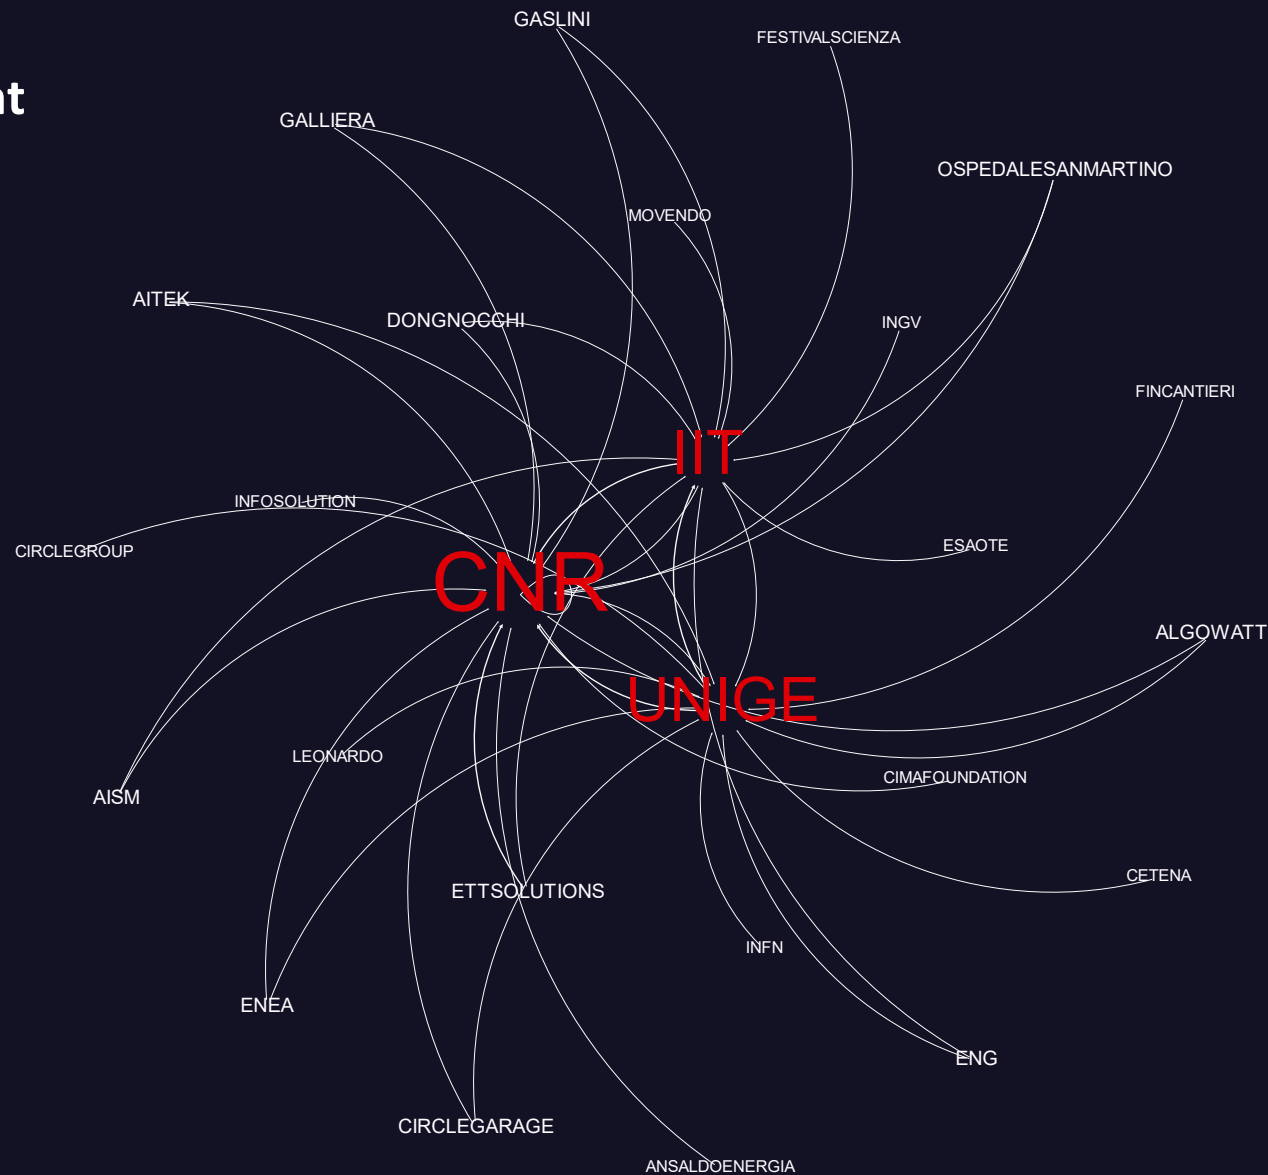 GASLINI
FESTIVALSCIENZA
nt
GALLIERA
OSPEDALESANMARTINO
MOVENDO
AITEK
DONGNOCCHI
INGV
FINCANTIERI
IIT
INFOSOLUTION
CIRCLEGROUP
ESAOTE
CNR
ALGOWATT
UNIGE
LEONARDO
CIMAFOUNDATION
AISM
CETENA
ETTSOLUTIONS
INFN
ENEA
ENG
CIRCLEGARAGE
ANSALDOENERGIA